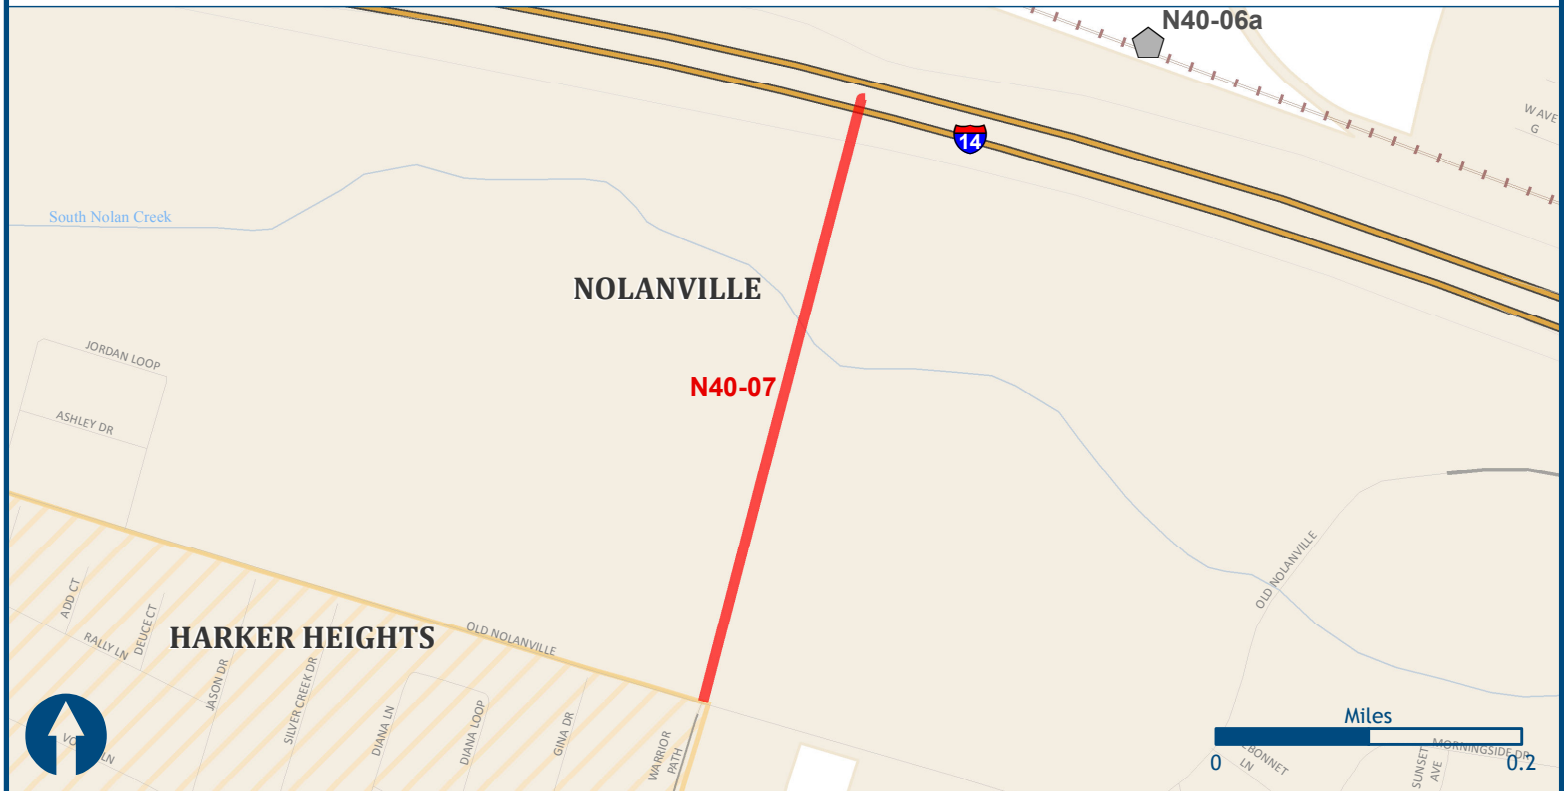 N40-06a
W AVE
G
14
South Nolan Creek
NOLANVILLE
JORDAN LOOP
N40-07
ASHLEY DR
OLD NOLANVILLE
ADD CT
DEUCE CT
RALLY LN
HARKER HEIGHTS
OLD NOLANVILLE
JASON DR
SILVER CREEK DR
DIANA LN
DIANA LOOP
GINA DR
WARRIOR
PATH
LN
Miles
0
0.2
LN
MORNINGSIDE DR
SUNSET
AVE